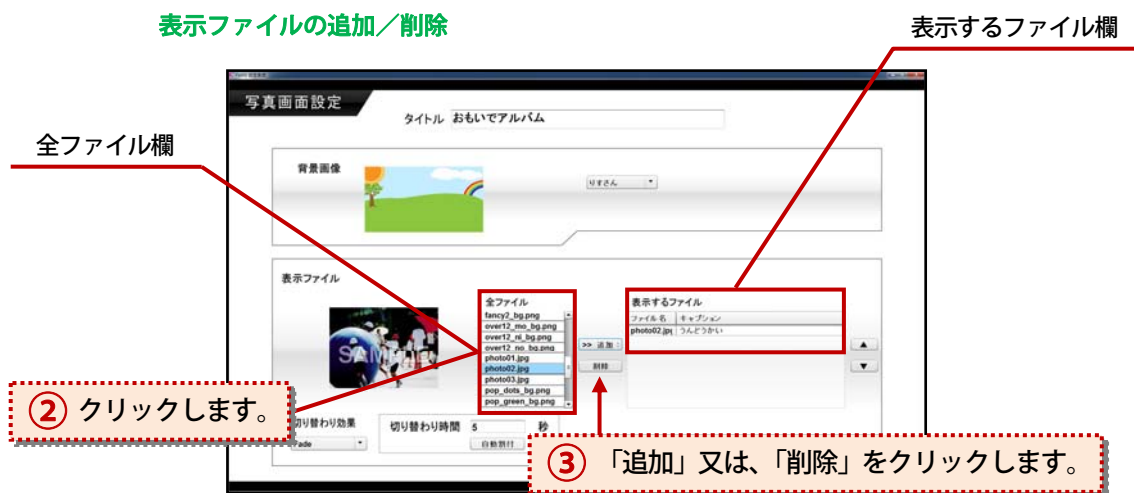 表示ファイルの追加／削除
表示するファイル欄
全ファイル欄
写真画面設定
タイトル おもいでアルバム
背景画像
りすさん
表示ファイル
SAMPLE
全ファイル
fancy2_bg.png
over12_mo_bg.png
over12_ni_bg.png
over12_no_bg.png
photo01.jpg
photo02.jpg
photo03.jpg
pop_dots_bg.png
pop_green_bg.png
>> 追加
削除
表示するファイル
ファイル名 キャプション
photo02.jp うんどうかい
▲
▼
② クリックします。
切り替わり効果
Fade
切り替わり時間 5 秒
自動割付
③ 「追加」又は、「削除」をクリックします。